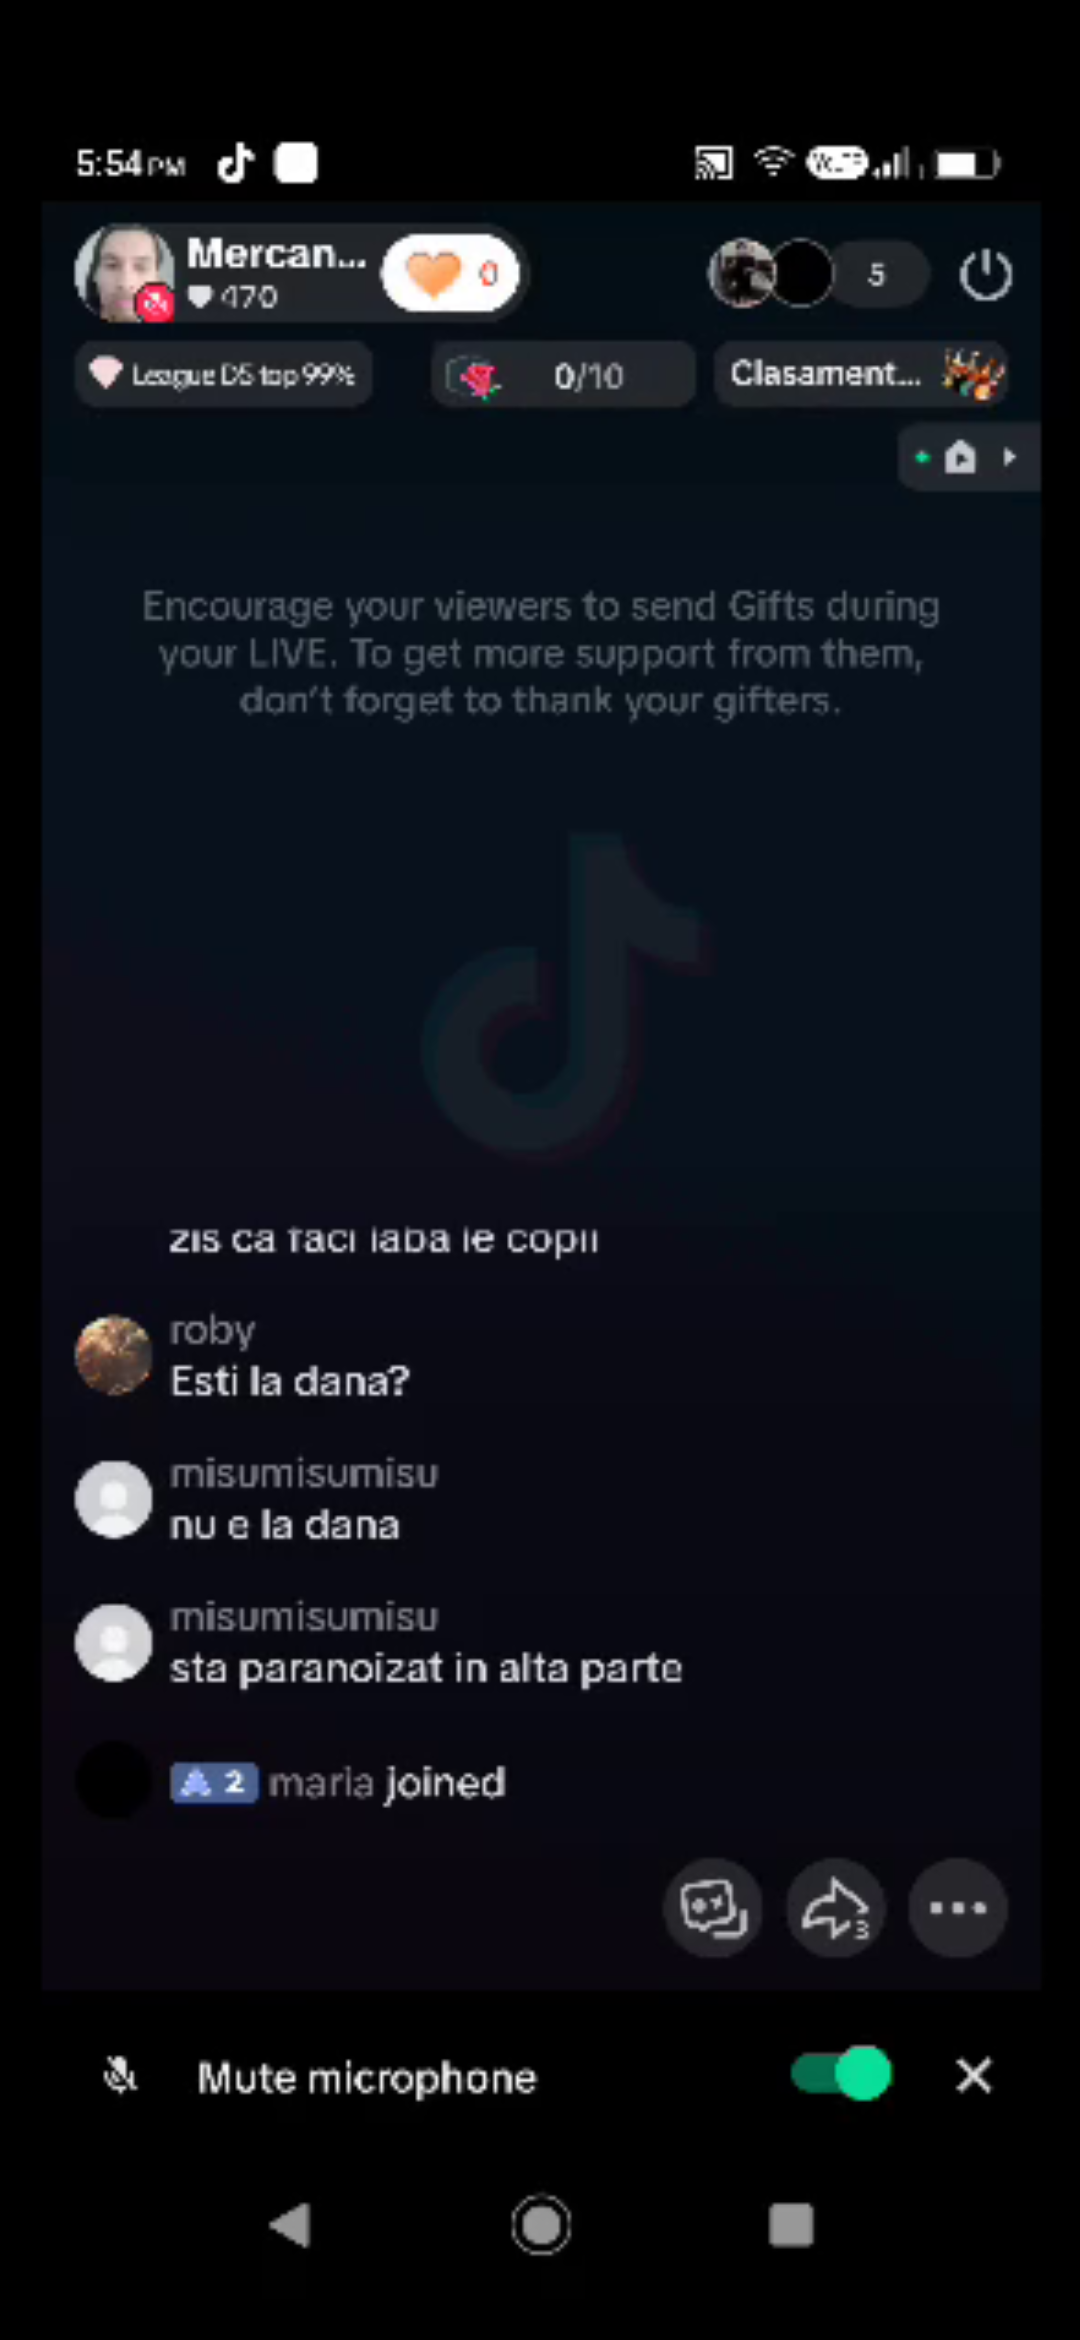 5:54 PM
Mercan...
0
470
5
League D5 top 99%
0/10
Clasament...
Encourage your viewers to send Gifts during
your LIVE. To get more support from them,
don't forget to thank your gifters.
zis ca faci laba le copii
roby
Esti la dana?
misumisumisu
nu e la dana
misumisumisu
sta paranoizat in alta parte
2 maria joined
3
Mute microphone